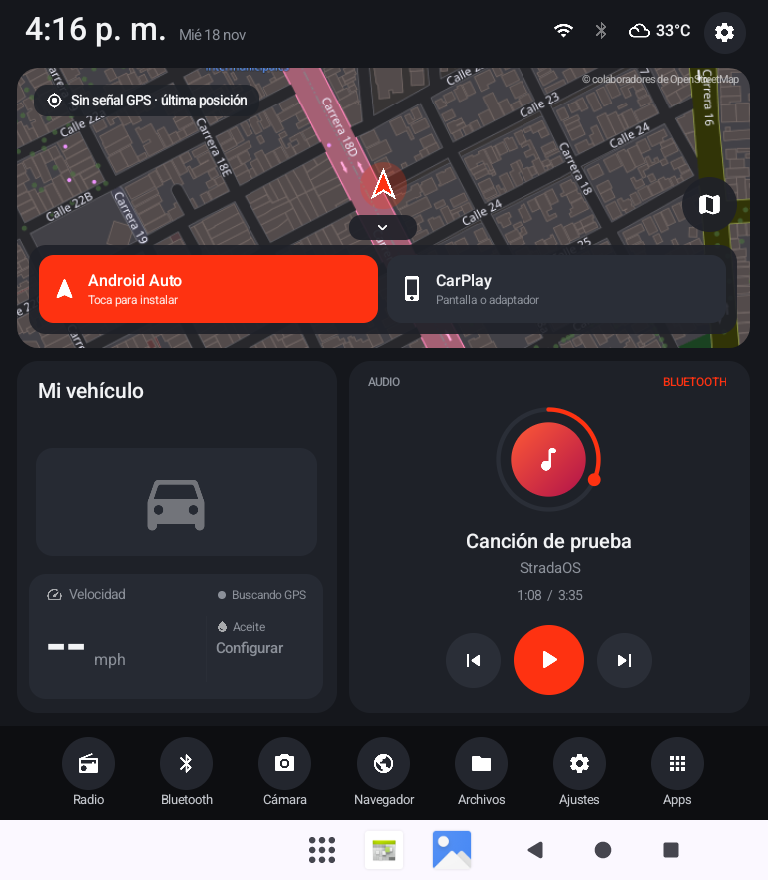 4:16 p. m. Mié 18 nov
33°C
© colaboradores de OpenStreetMap
Sin señal GPS · última posición
Calle 22B
Carrera 18E
Carrera 18D
Calle 23
Calle 24
Carrera 16
Carrera 18
Calle 22B
Carrera 19
Calle 24
Android Auto
Toca para instalar
CarPlay
Pantalla o adaptador
Mi vehículo
Velocidad
Buscando GPS
-- mph
Aceite
Configurar
AUDIO
BLUETOOTH
Canción de prueba
StradaOS
1:08 / 3:35
Radio
Bluetooth
Cámara
Navegador
Archivos
Ajustes
Apps